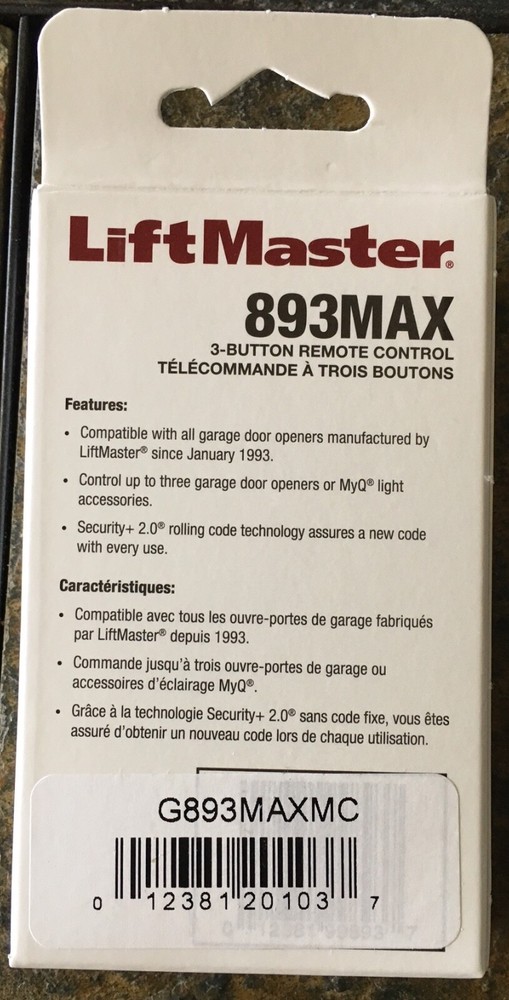 LiftMaster®
893MAX
3-BUTTON REMOTE CONTROL
TÉLÉCOMMANDE À TROIS BOUTONS
Features:
• Compatible with all garage door openers manufactured by
LiftMaster® since January 1993.
• Control up to three garage door openers or MyQ® light
accessories.
• Security+ 2.0® rolling code technology assures a new code
with every use.
Caractéristiques:
• Compatible avec tous les ouvre-portes de garage fabriqués
par LiftMaster® depuis 1993.
• Commande jusqu'à trois ouvre-portes de garage ou
accessoires d'éclairage MyQ®.
• Grâce à la technologie Security+ 2.0® sans code fixe, vous êtes
assuré d'obtenir un nouveau code lors de chaque utilisation.
G893MAXMC
0 12381 20103 7